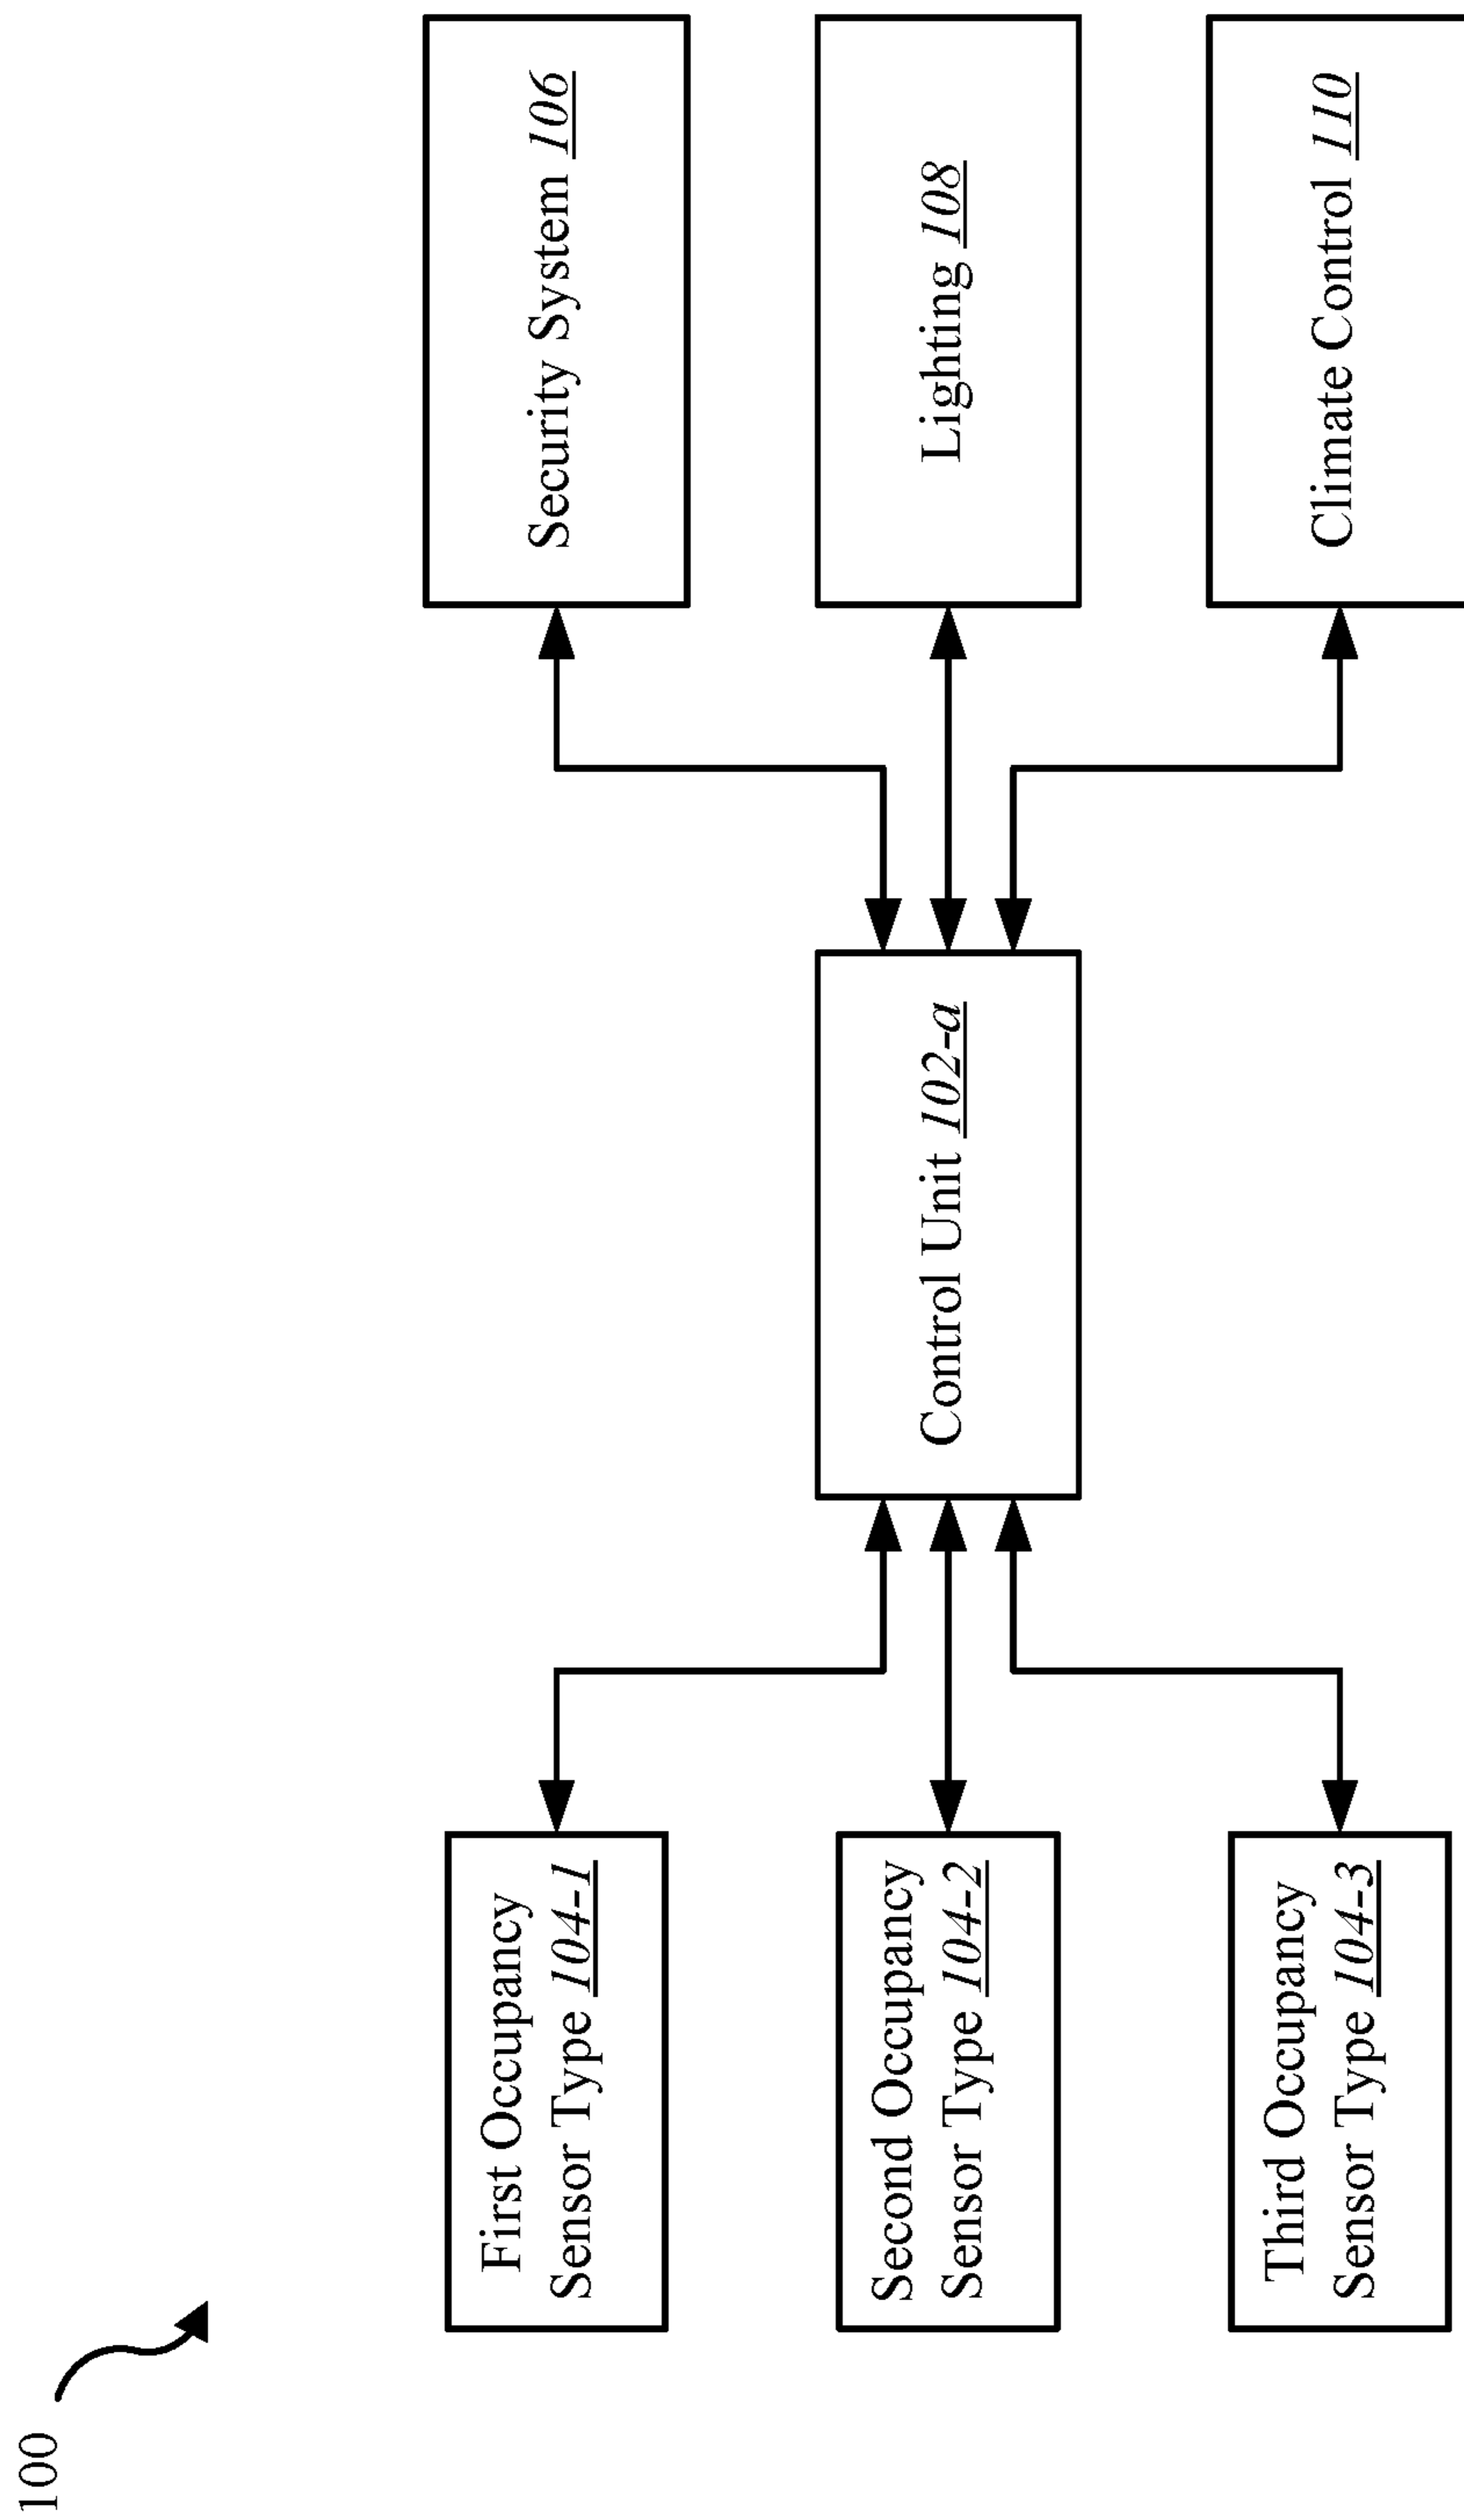 100
First Occupancy
Sensor Type 104-1
Second Occupancy
Sensor Type 104-2
Third Occupancy
Sensor Type 104-3
Control Unit 102-a
Security System 106
Lighting 108
Climate Control 110